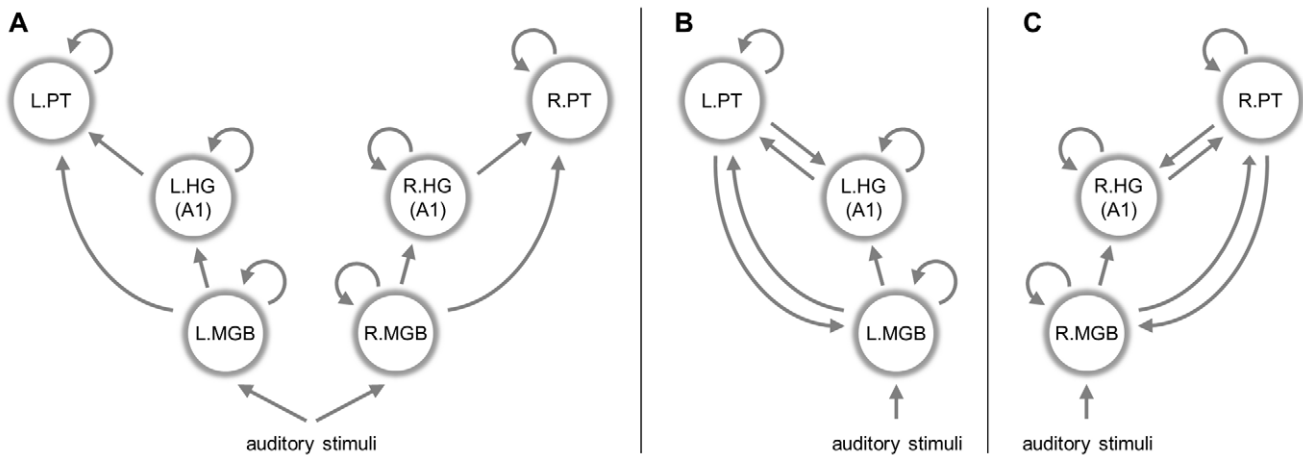 A
L.PT
R.PT
L.HG
(A1)
R.HG
(A1)
L.MGB
R.MGB
auditory stimuli
B
L.PT
L.HG
(A1)
L.MGB
auditory stimuli
C
R.PT
R.HG
(A1)
R.MGB
auditory stimuli